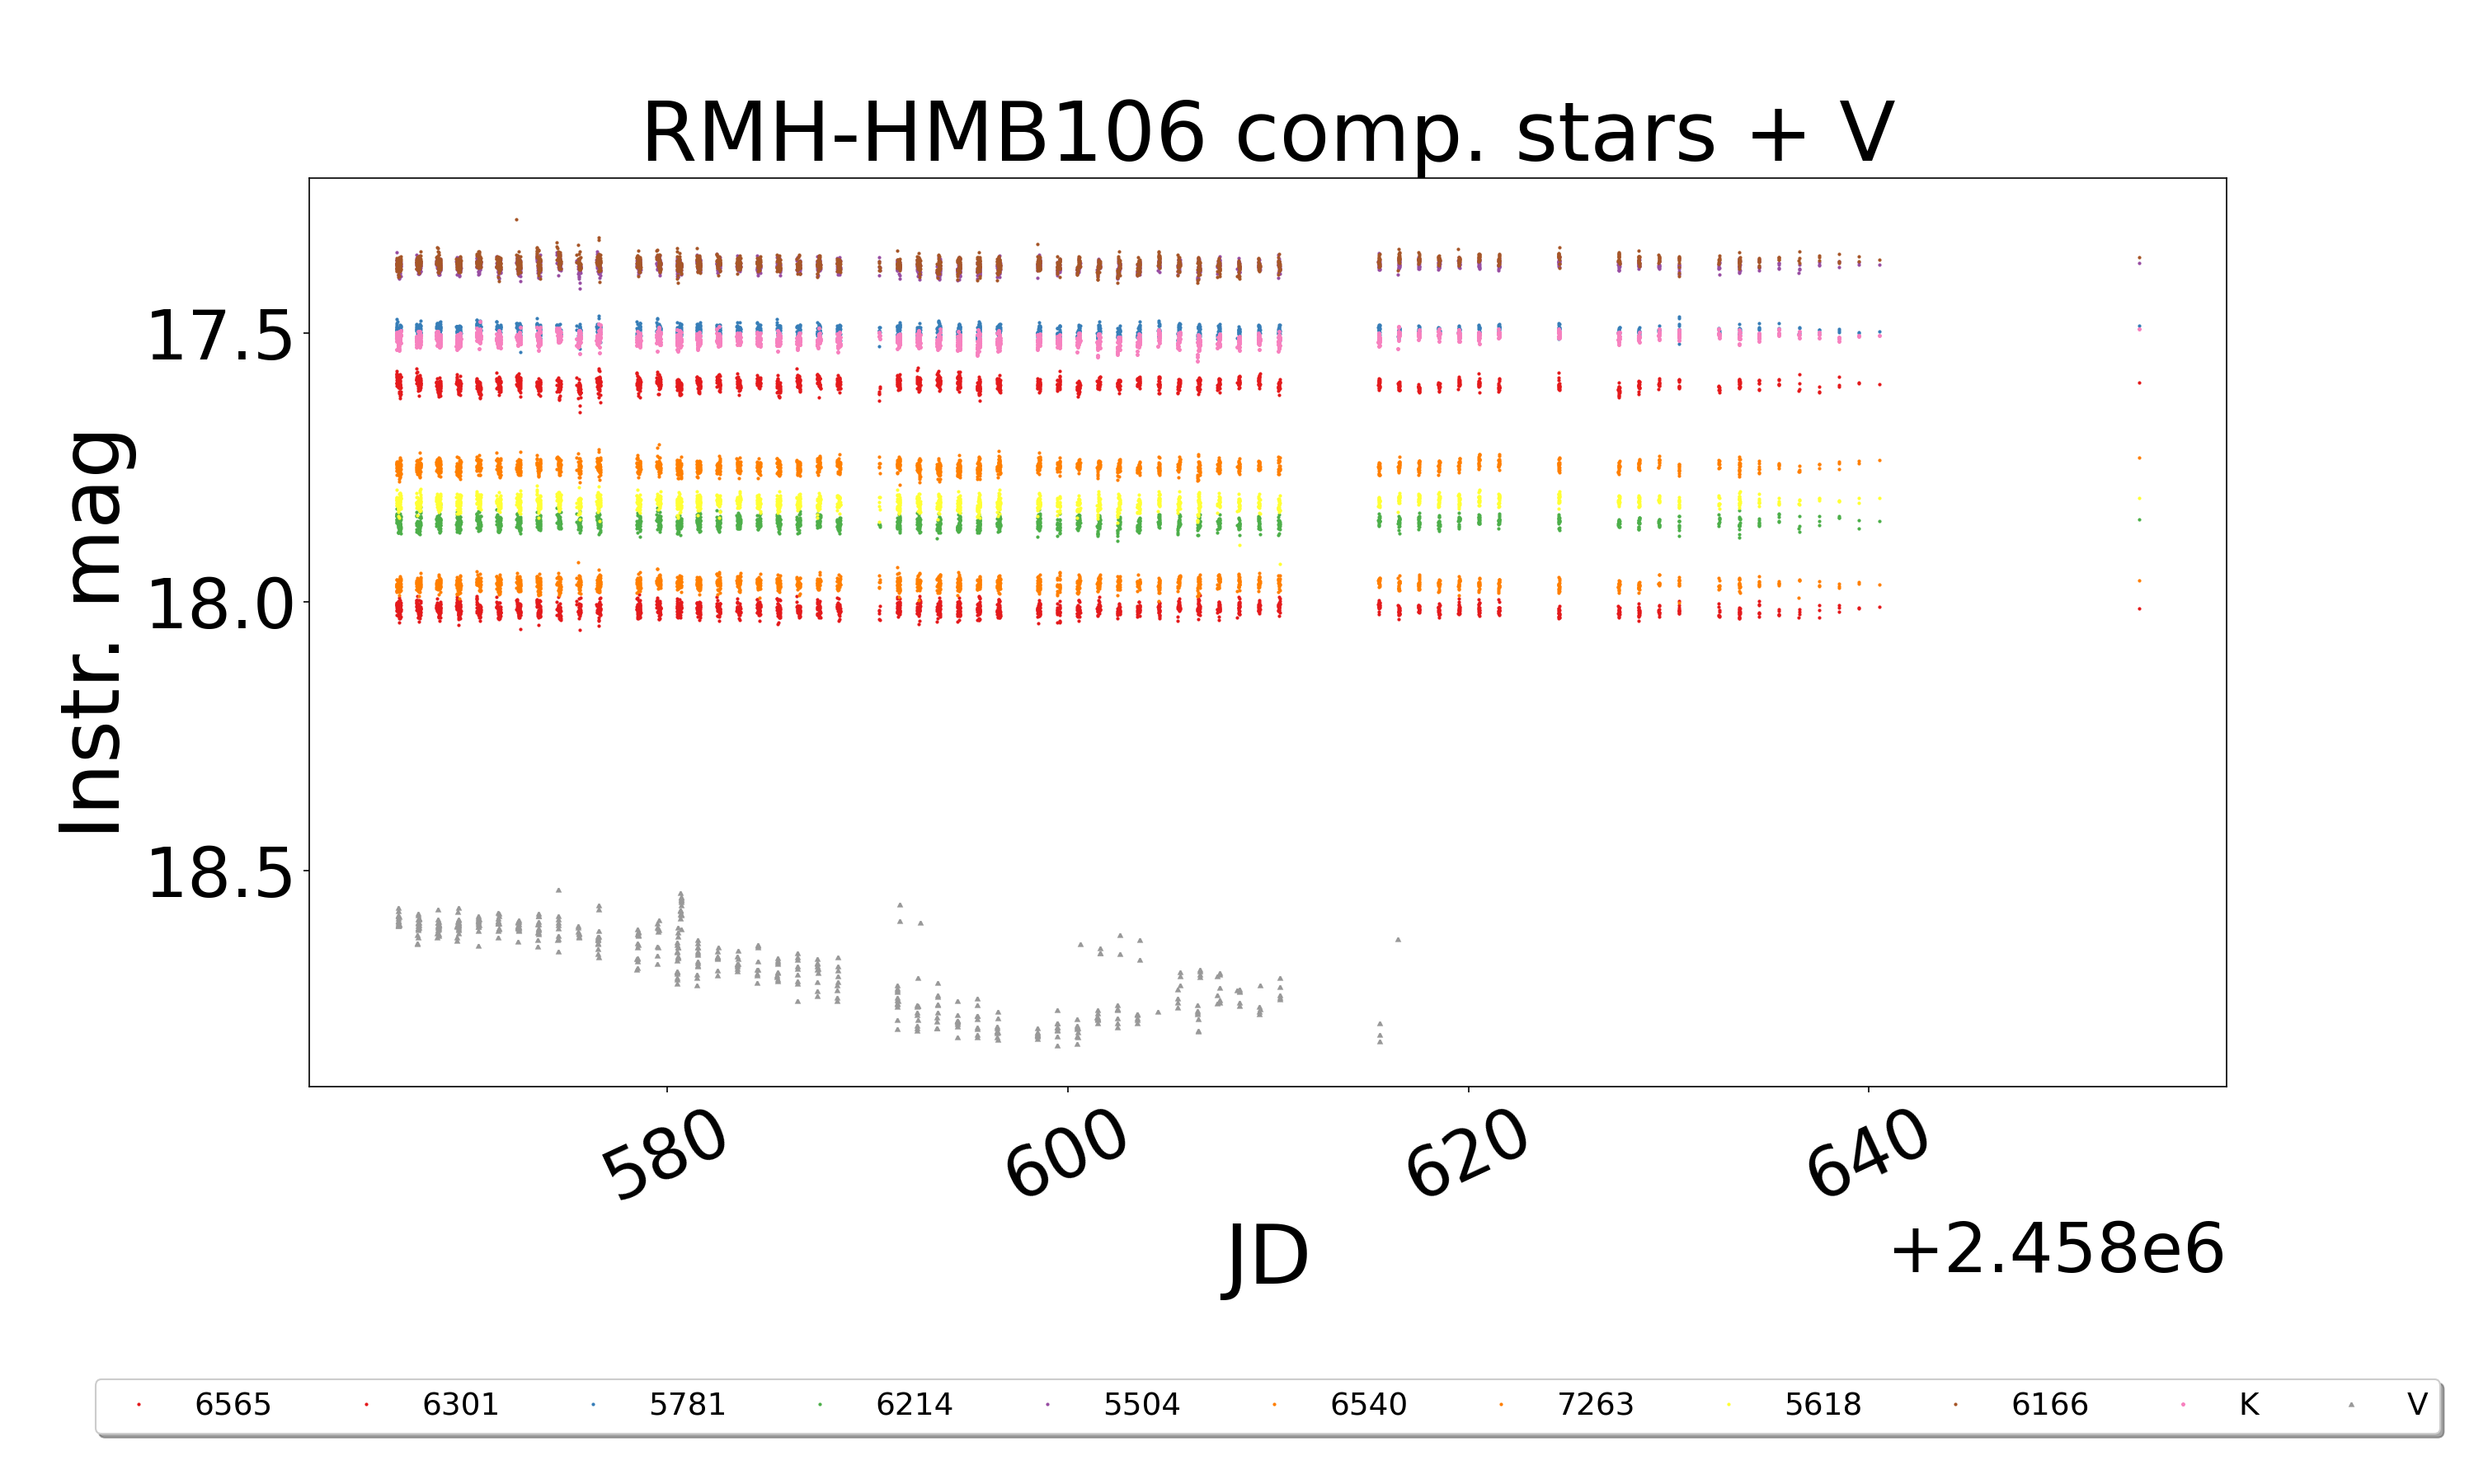 RMH-HMB106 comp. stars + V
Instr. mag
17.5
18.0
18.5
580 600 620 640
JD
+2.458e6
6565 6301 5781 6214 5504 6540 7263 5618 6166 K V